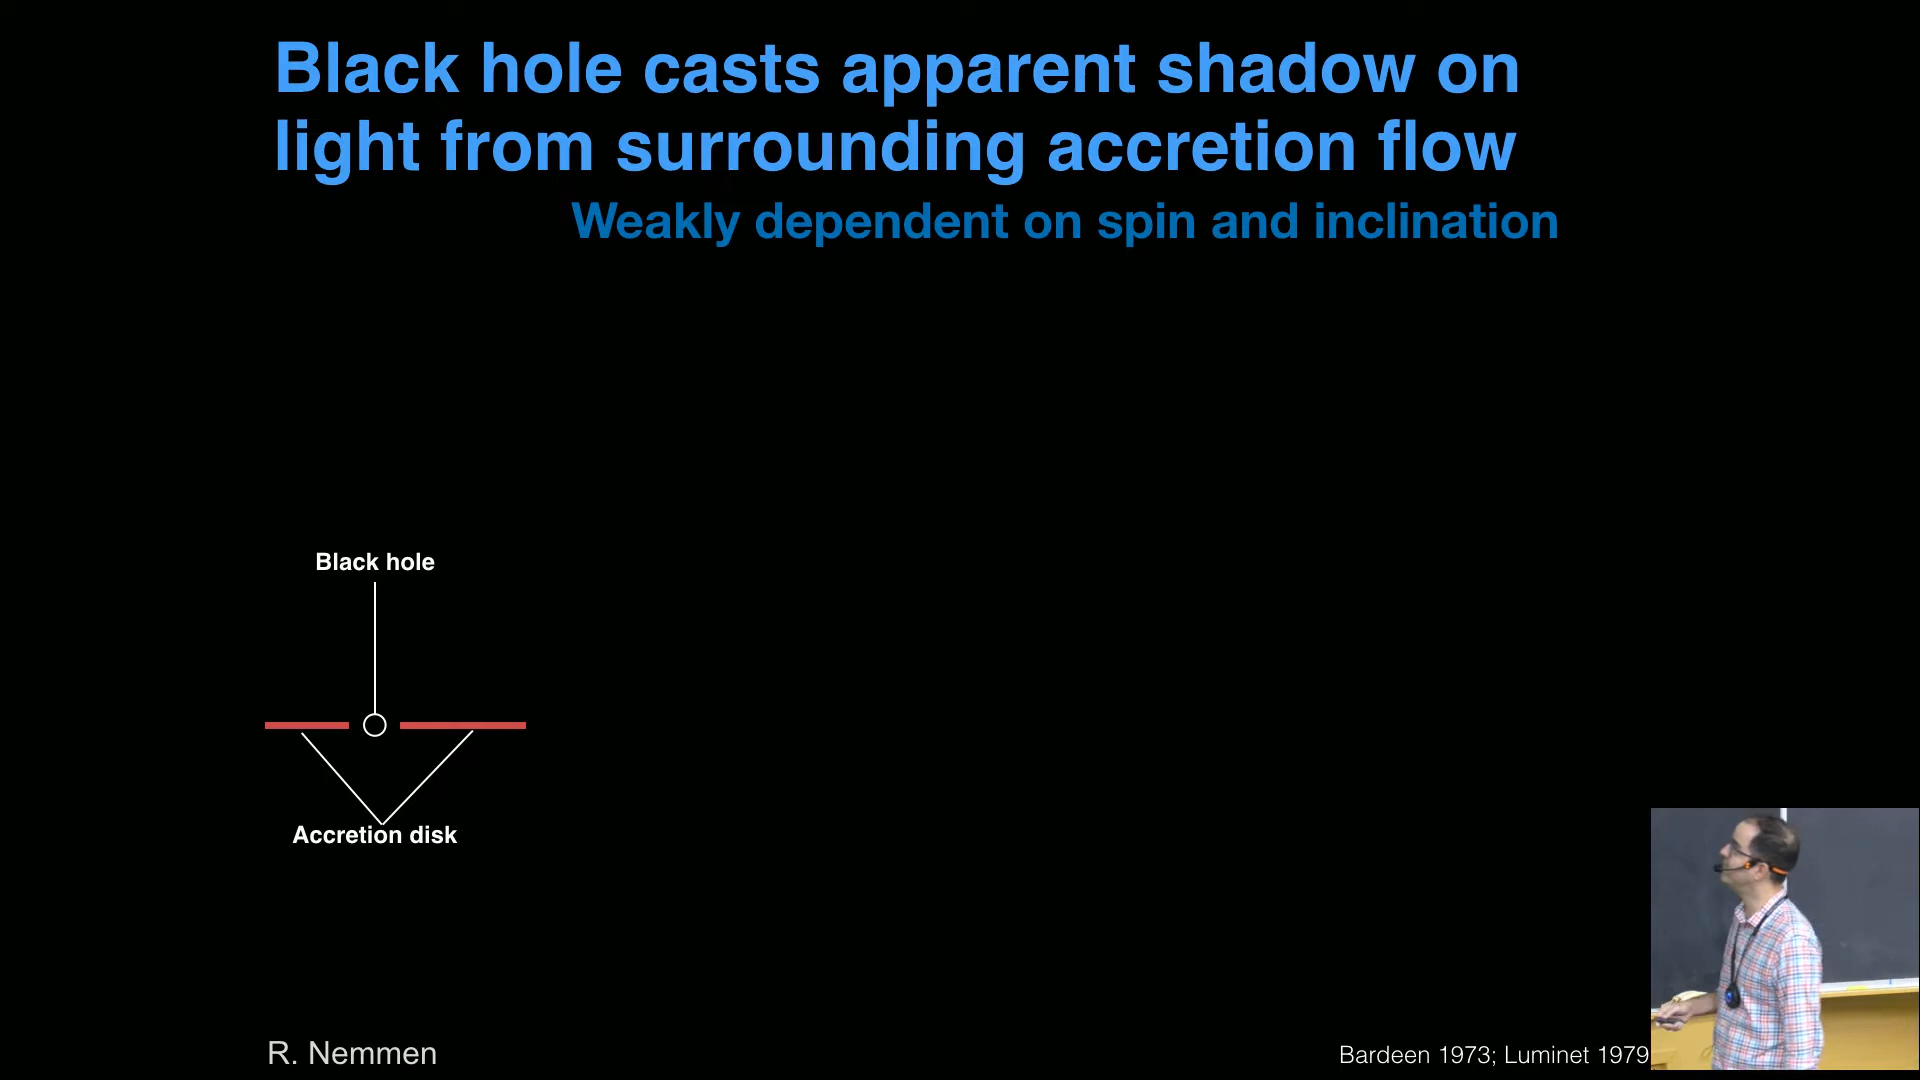 Black hole casts apparent shadow on
light from surrounding accretion flow
Weakly dependent on spin and inclination
Black hole
Accretion disk
R. Nemmen
Bardeen 1973; Luminet 1979